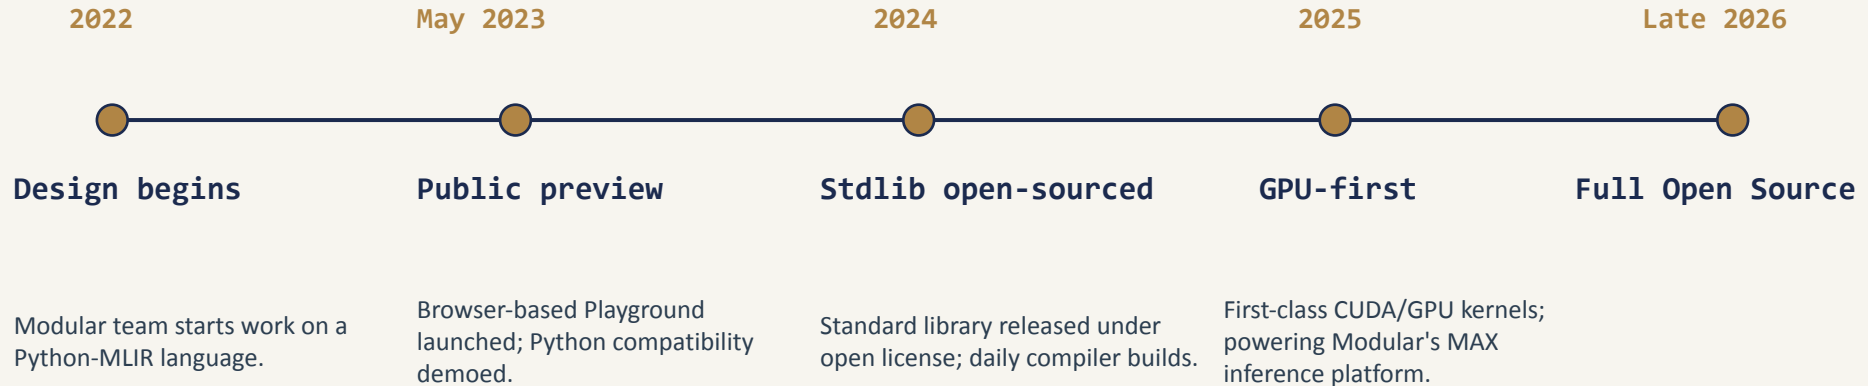 2022
May 2023
2024
2025
Late 2026
Design begins
Public preview
Stdlib open-sourced
GPU-first
Full Open Source
Modular team starts work on a
Python-MLIR language.
Browser-based Playground
launched; Python compatibility
demoed.
Standard library released under
open license; daily compiler builds.
First-class CUDA/GPU kernels;
powering Modular's MAX
inference platform.